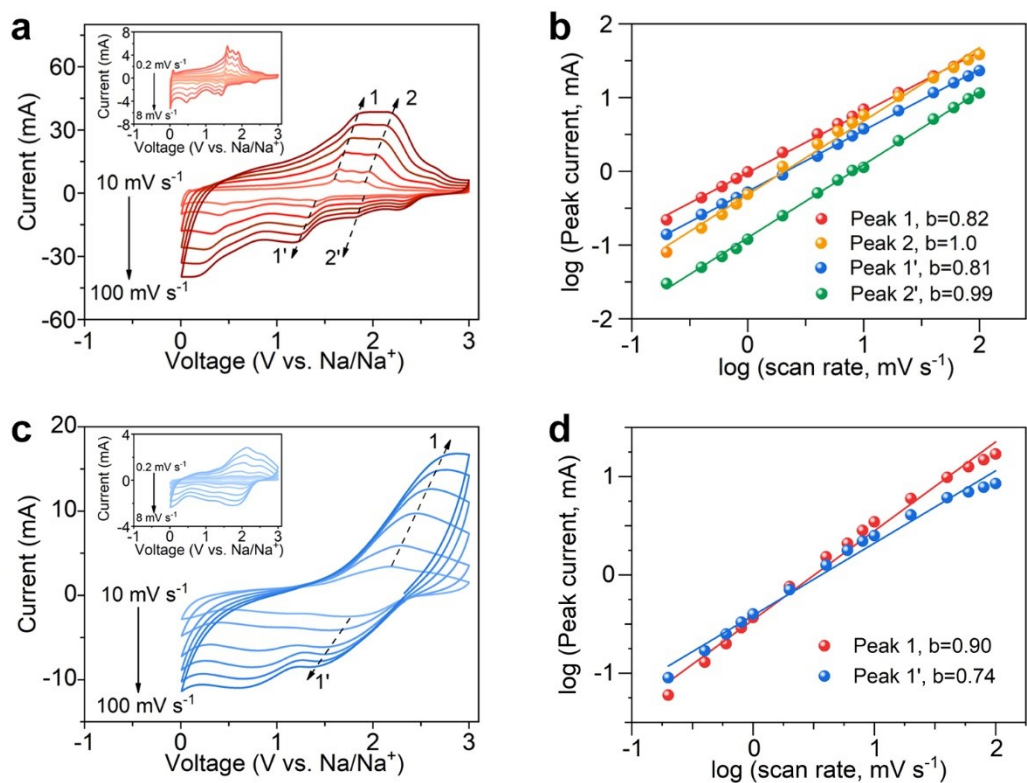 a
Current (mA)
60
30
0
-30
-60
-1
0
1
2
3
Voltage (V vs. Na/Na⁺)
10 mV s⁻¹
100 mV s⁻¹
1
2
1'
2'
Current (mA)
8
4
0
-4
-8
0.2 mV s⁻¹
8 mV s⁻¹
0
1
2
3
Voltage (V vs. Na/Na⁺)
b
log (Peak current, mA)
2
1
0
-1
-2
-1
0
1
2
log (scan rate, mV s⁻¹)
Peak 1, b=0.82
Peak 2, b=1.0
Peak 1', b=0.81
Peak 2', b=0.99
c
Current (mA)
20
10
0
-10
-1
0
1
2
3
Voltage (V vs. Na/Na⁺)
10 mV s⁻¹
100 mV s⁻¹
1
1'
Current (mA)
4
0
-4
0.2 mV s⁻¹
8 mV s⁻¹
0
1
2
3
Voltage (V vs. Na/Na⁺)
d
log (Peak current, mA)
1
0
-1
-1
0
1
2
log (scan rate, mV s⁻¹)
Peak 1, b=0.90
Peak 1', b=0.74